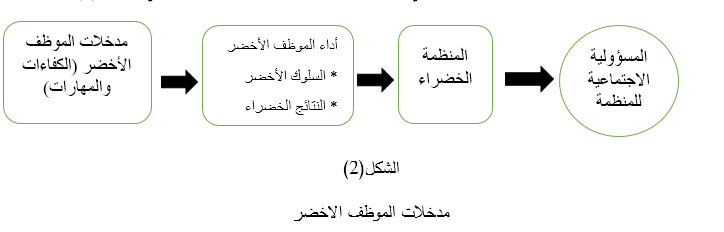 مدخلات الموظف
الأخضر (الكفاءات
والمهارات)
أداء الموظف الأخضر
* السلوك الأخضر
* النتائج الخضراء
المنظمة
الخضراء
المسؤولية
الاجتماعية
للمنظمة
الشكل(2)
مدخلات الموظف الاخضر